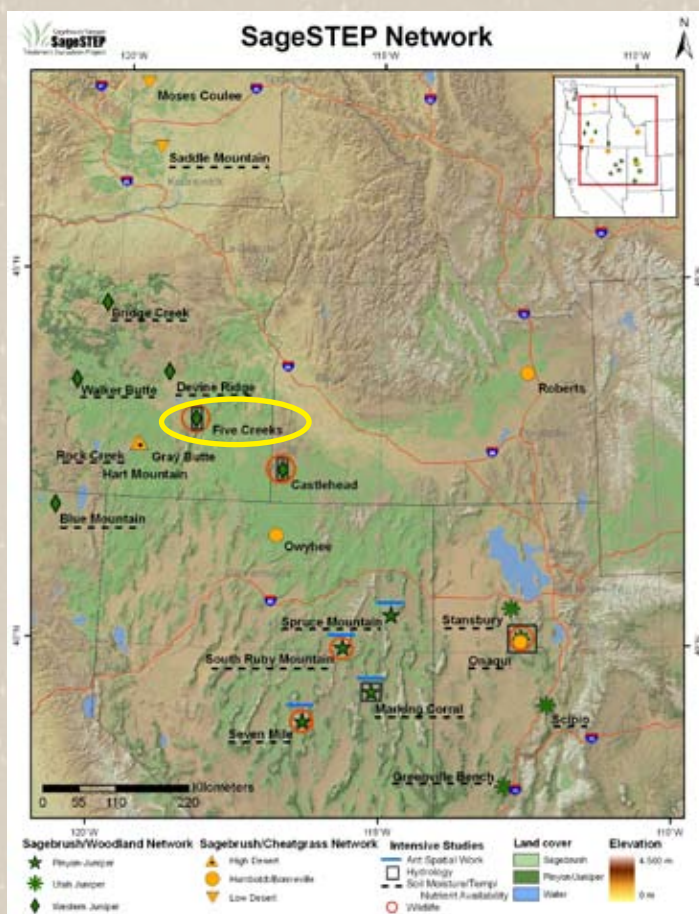 SageSTEP
SageSTEP Network
N
120°W
110°W
Moses Coulee
Saddle Mountain
Bridge Creek
Walker Butte
Devine Ridge
Roberts
Five Creeks
Rock Creek
Gray Butte
Hart Mountain
Castlehead
Blue Mountain
Owyhee
Spruce Mountain
Stansbury
South Ruby Mountain
Onaqui
Marking Corral
Seven Mile
Scipio
Greenville Bench
Kilometers
0 55 110 220
120°W
110°W
Sagebrush/Woodland Network
Pinyon-Juniper
Utah Juniper
Western Juniper
Sagebrush/Cheatgrass Network
High Desert
Humbolt/Bonneville
Low Desert
Intensive Studies
Ant Spatial Work
Hydrology
Soil Moisture/Temp/
Nutrient Availability
Wildlife
Land cover
Sagebrush
Pinyon/Juniper
Water
Elevation
4,500 m
0 m